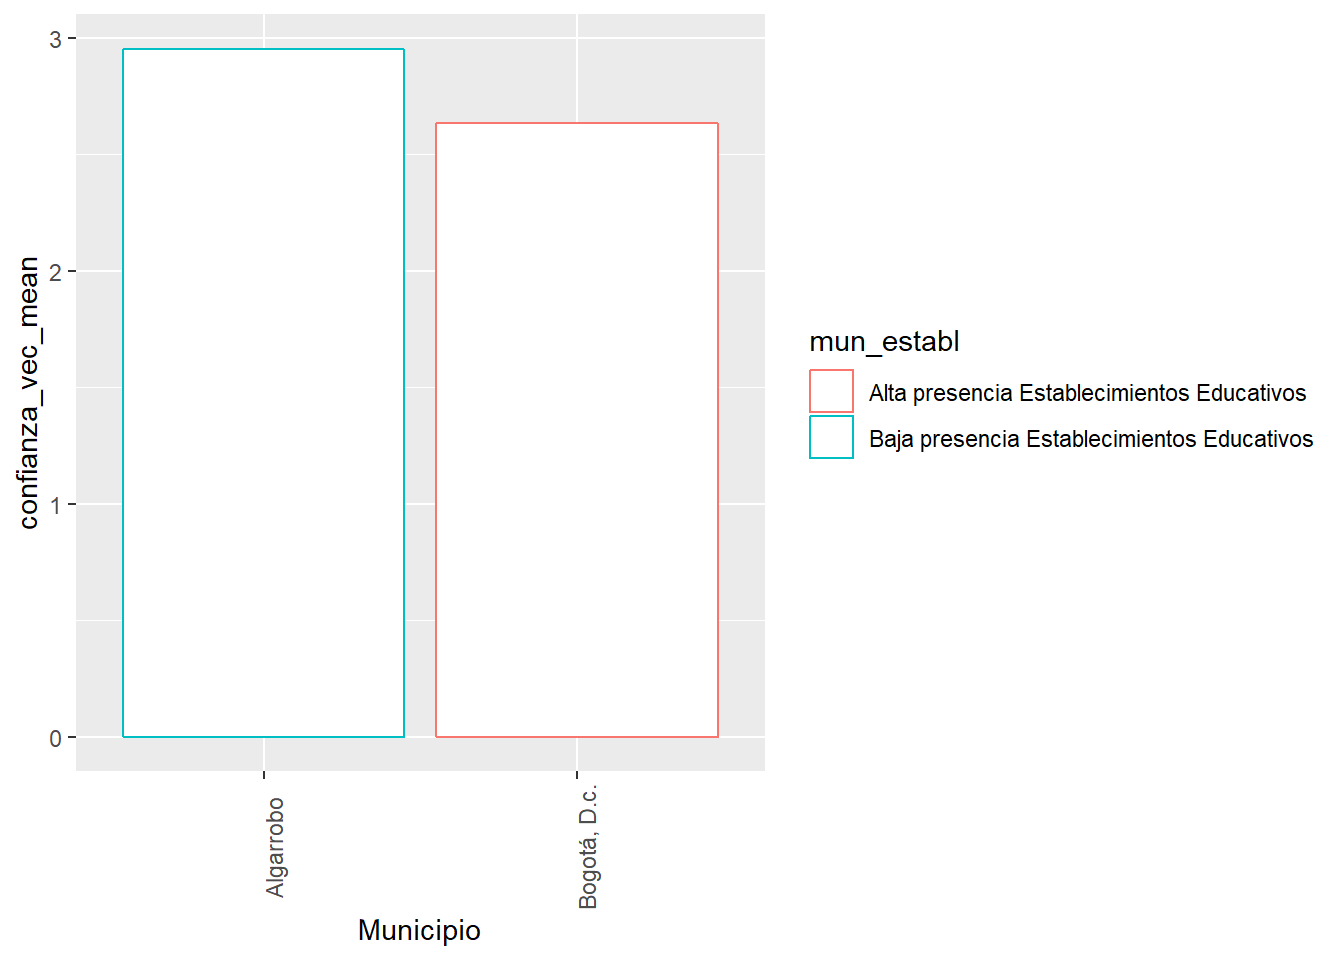 confianza_vec_mean
3
2
1
0
Algarrobo
Bogotá, D.c.
Municipio
mun_establ
Alta presencia Establecimientos Educativos
Baja presencia Establecimientos Educativos